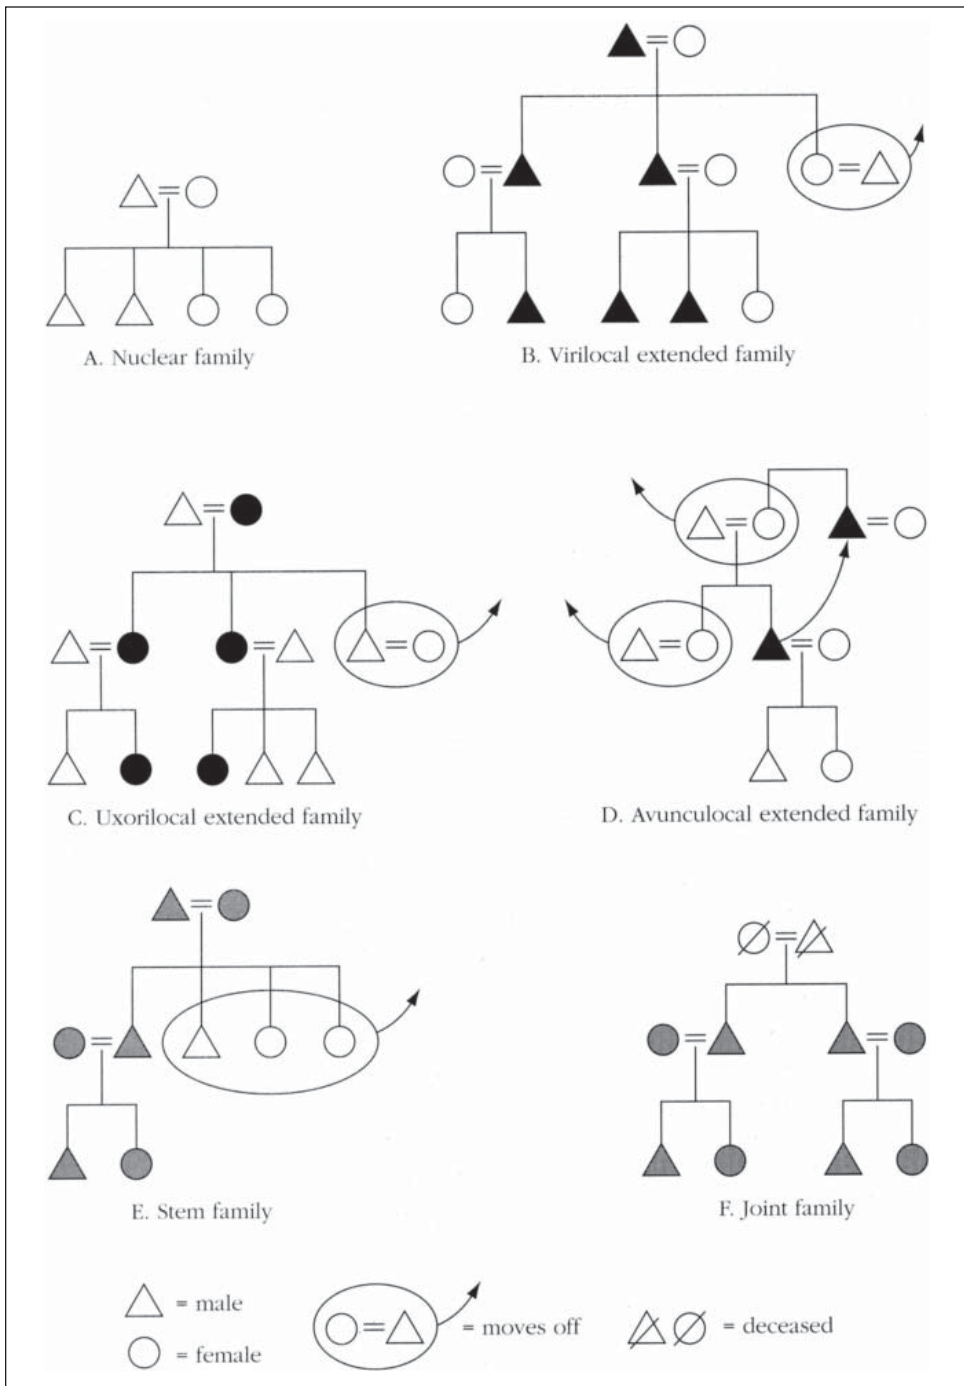 A. Nuclear family
B. Virilocal extended family
C. Uxorilocal extended family
D. Avunculocal extended family
E. Stem family
F. Joint family
= male
= moves off
= deceased
= female